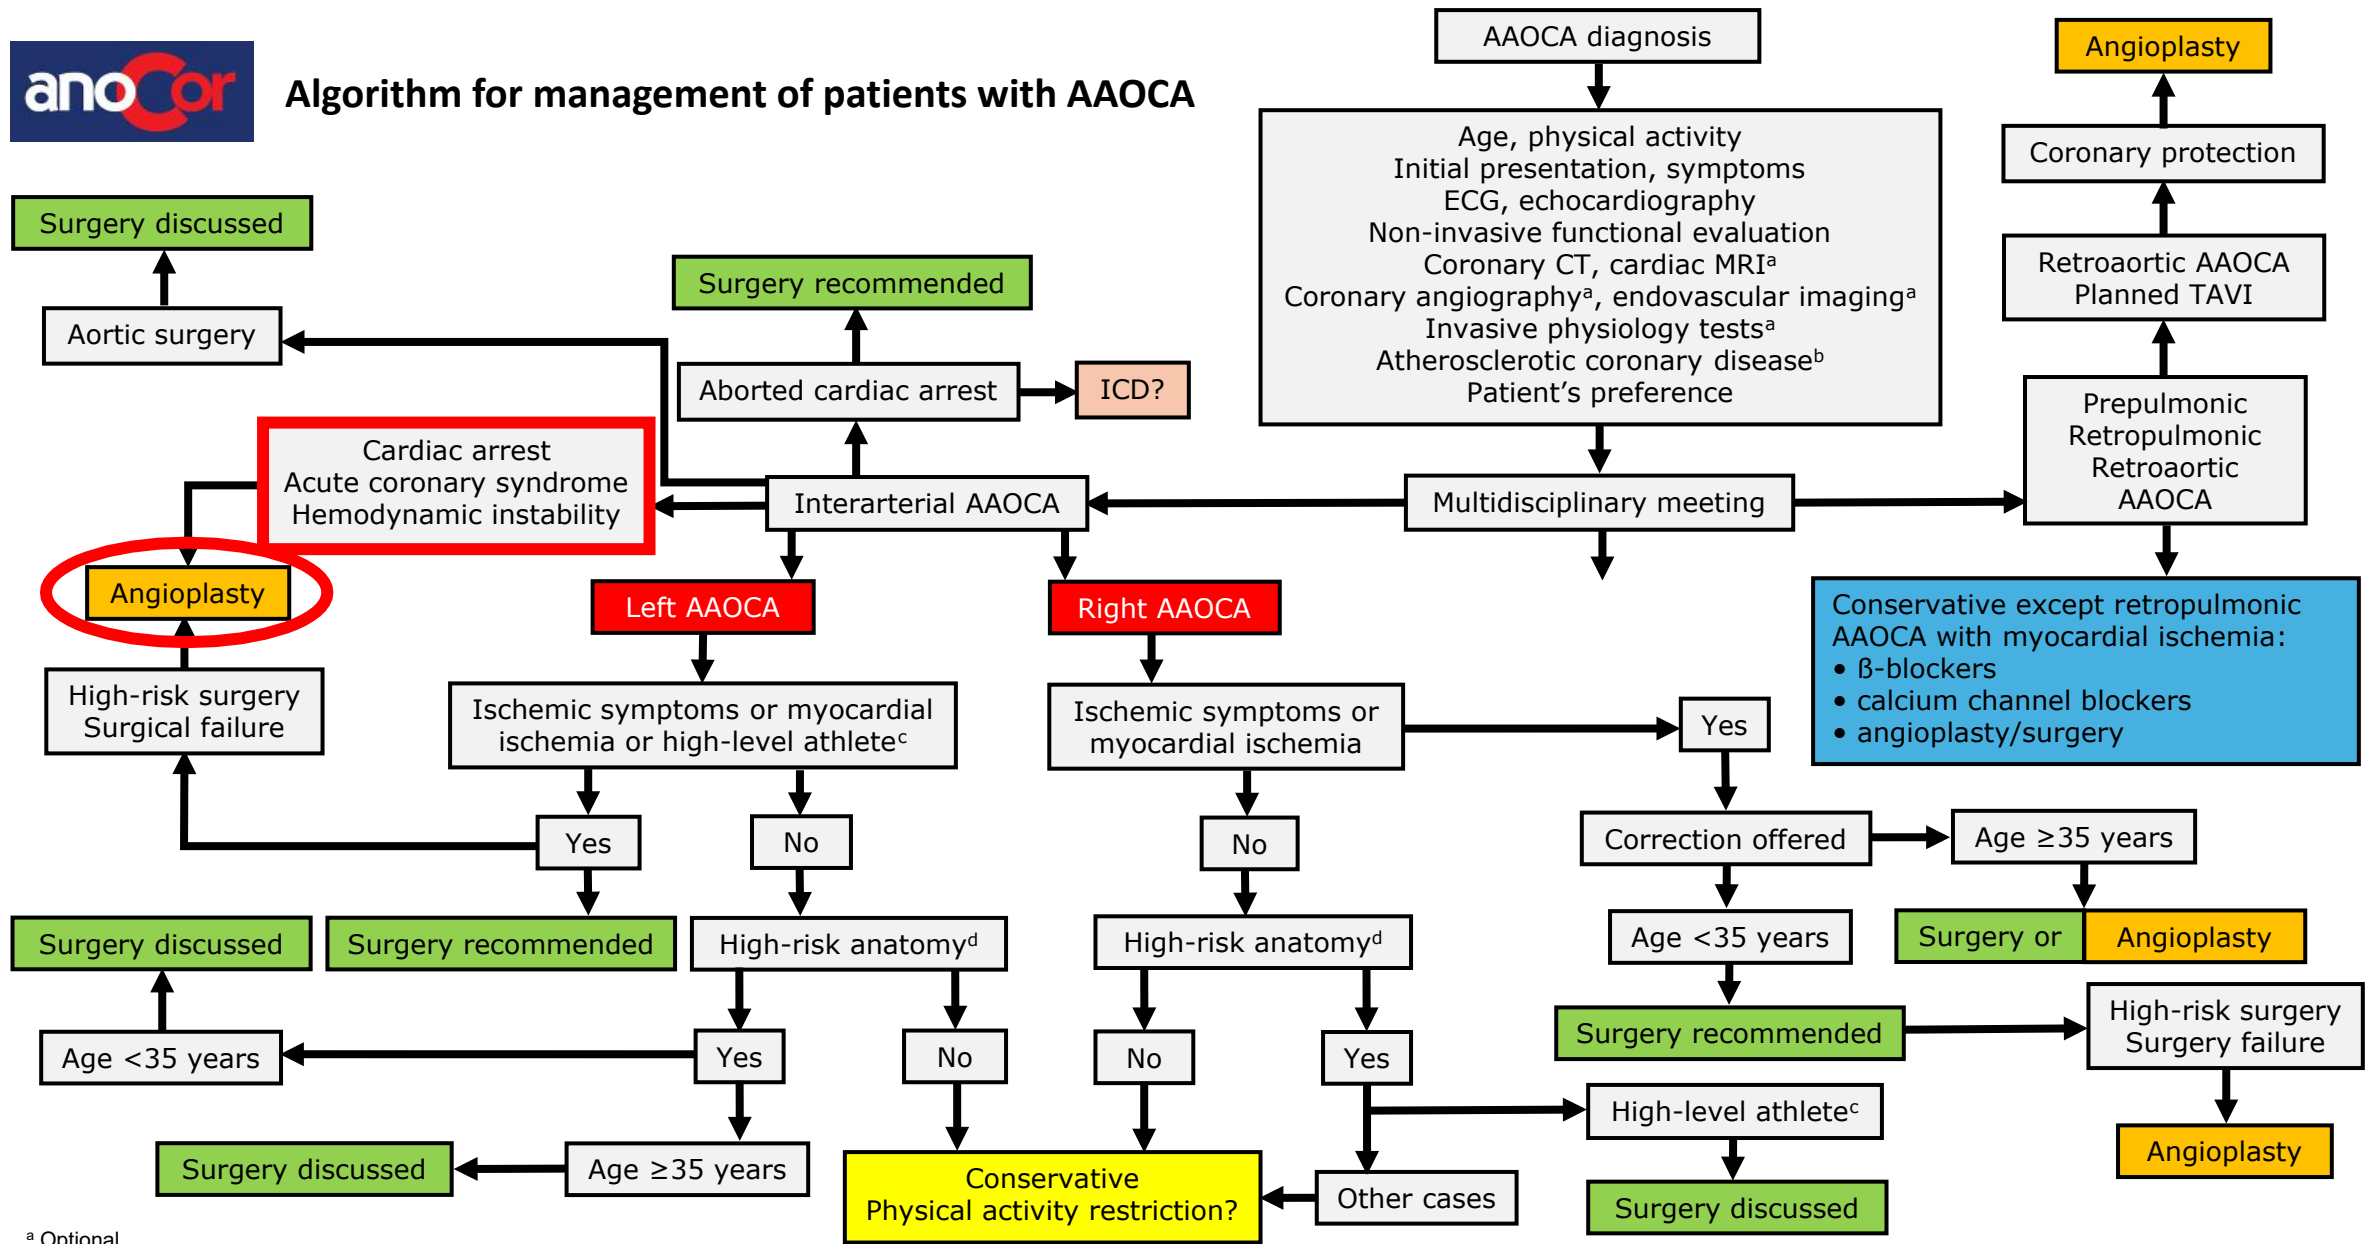 anoCor
Algorithm for management of patients with AAOCA
AAOCA diagnosis
Age, physical activity
Initial presentation, symptoms
ECG, echocardiography
Non-invasive functional evaluation
Coronary CT, cardiac MRIᵃ
Coronary angiographyᵃ, endovascular imagingᵃ
Invasive physiology testsᵃ
Atherosclerotic coronary diseaseᵇ
Patient’s preference
Angioplasty
Coronary protection
Retroaortic AAOCA
Planned TAVI
Prepulmonic
Retropulmonic
Retroaortic
AAOCA
Surgery discussed
Aortic surgery
Surgery recommended
Aborted cardiac arrest
ICD?
Cardiac arrest
Acute coronary syndrome
Hemodynamic instability
Interarterial AAOCA
Multidisciplinary meeting
Angioplasty
Left AAOCA
Right AAOCA
Conservative except retropulmonic
AAOCA with myocardial ischemia:
• ß-blockers
• calcium channel blockers
• angioplasty/surgery
High-risk surgery
Surgical failure
Ischemic symptoms or myocardial
ischemia or high-level athleteᶜ
Ischemic symptoms or
myocardial ischemia
Yes
Yes
No
No
Correction offered
Age ≥35 years
Surgery discussed
Surgery recommended
High-risk anatomyᵈ
High-risk anatomyᵈ
Age <35 years
Surgery or
Angioplasty
Age <35 years
Yes
No
No
Yes
Surgery recommended
High-risk surgery
Surgery failure
High-level athleteᶜ
Angioplasty
Surgery discussed
Age ≥35 years
Conservative
Physical activity restriction?
Other cases
Surgery discussed
ᵃ Optional